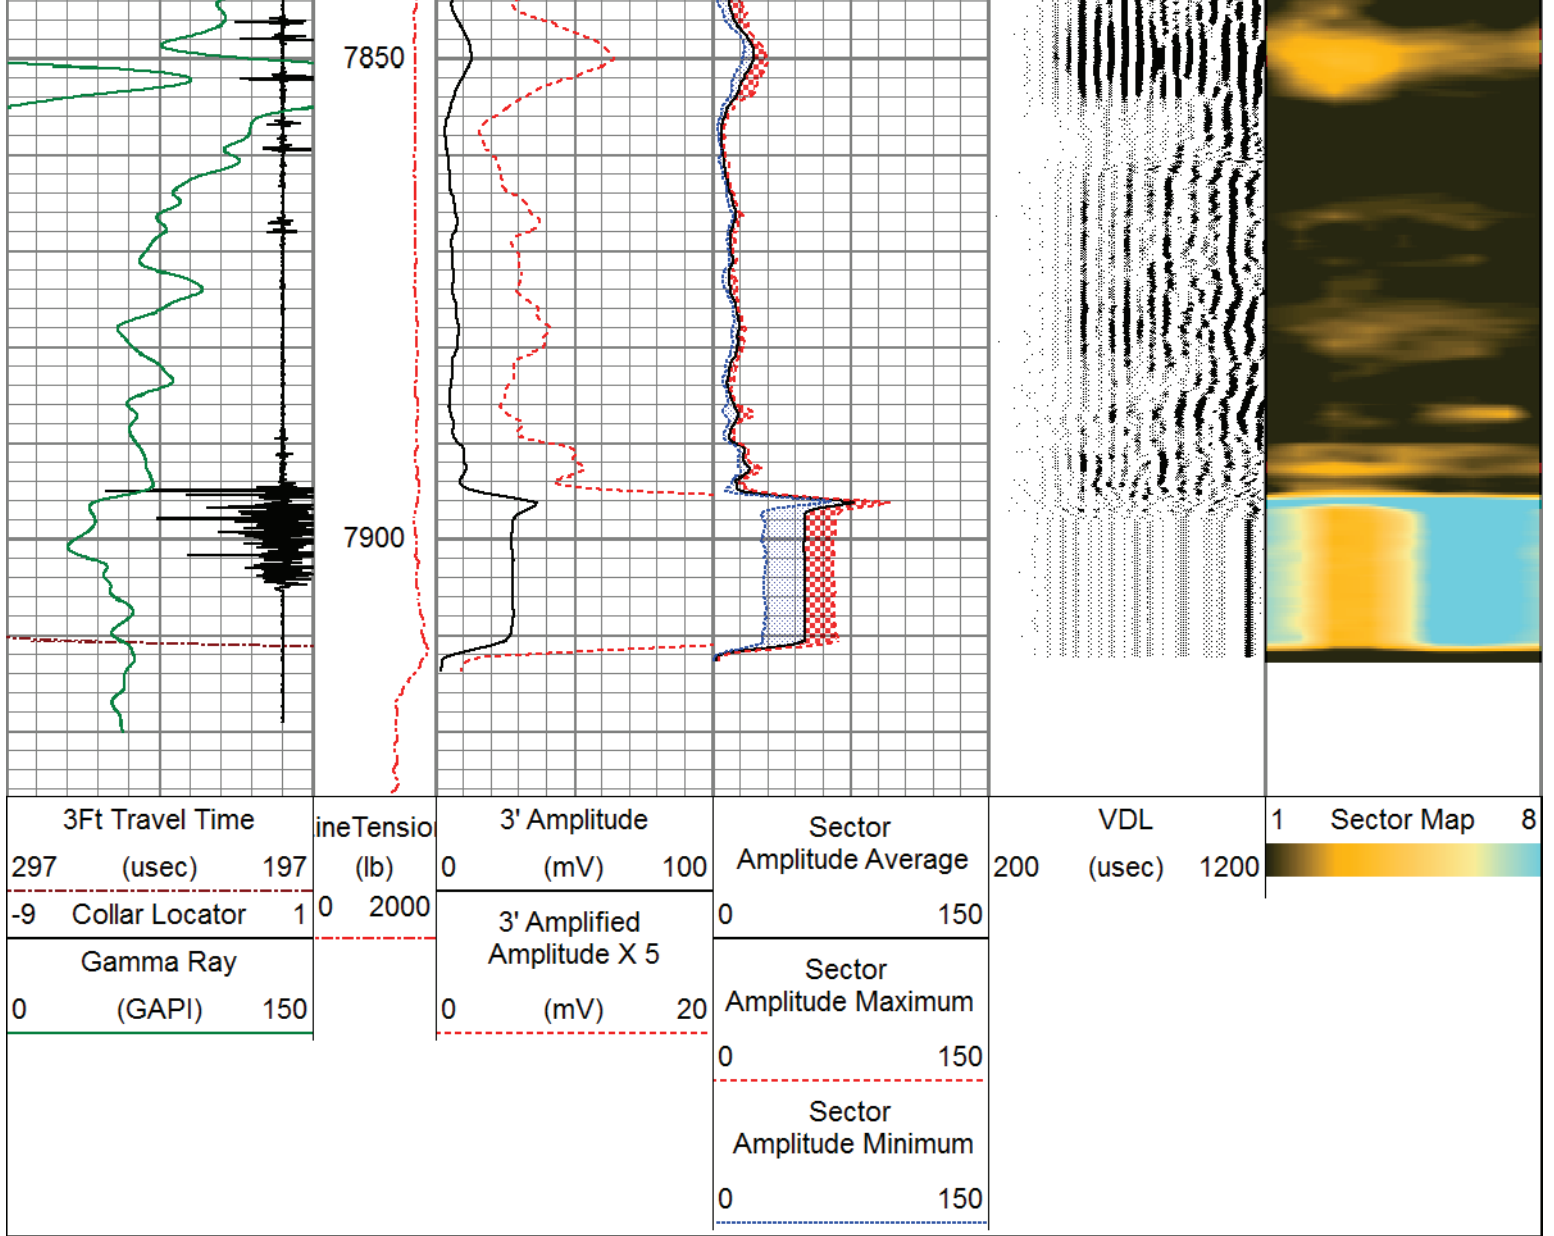 7850
7900
3Ft Travel Time
297 (usec) 197
-9 Collar Locator 1
Gamma Ray
0 (GAPI) 150
ineTension
(lb)
0 2000
3' Amplitude
0 (mV) 100
3' Amplified
Amplitude X 5
0 (mV) 20
Sector
Amplitude Average
0 150
Sector
Amplitude Maximum
0 150
Sector
Amplitude Minimum
0 150
VDL
200 (usec) 1200
1 Sector Map 8